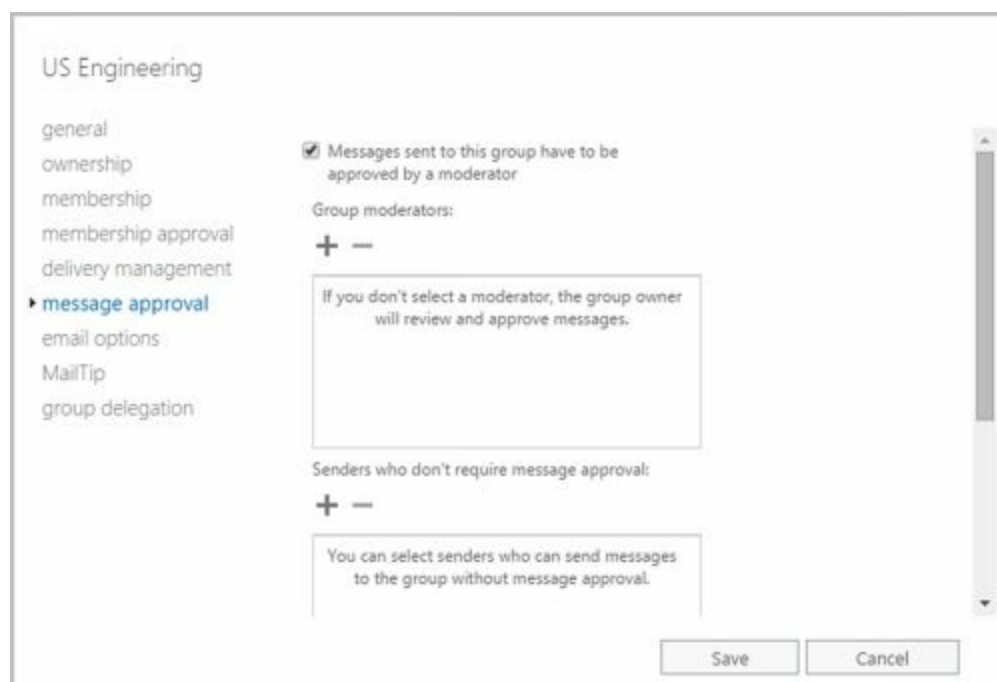 US Engineering
general
ownership
membership
membership approval
delivery management
message approval
email options
MailTip
group delegation
Messages sent to this group have to be
approved by a moderator
Group moderators:
If you don't select a moderator, the group owner
will review and approve messages.
Senders who don't require message approval:
You can select senders who can send messages
to the group without message approval.
Save
Cancel